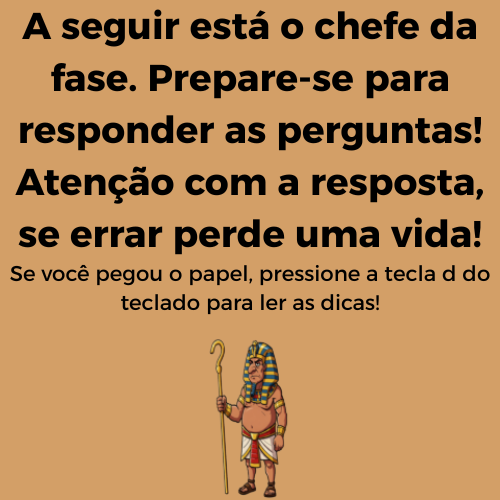 A seguir está o chefe da
fase. Prepare-se para
responder as perguntas!
Atenção com a resposta,
se errar perde uma vida!
Se você pegou o papel, pressione a tecla d do
teclado para ler as dicas!